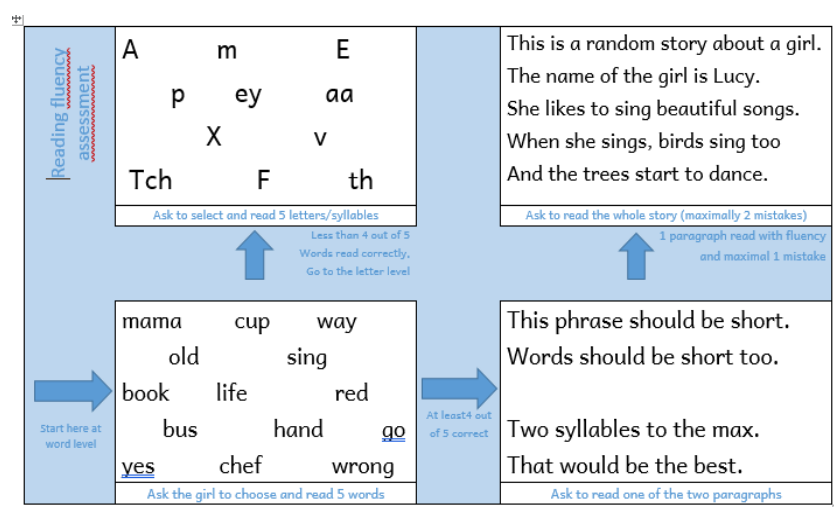 Reading fluency
assessment
A m E
p ey aa
X v
Tch F th
Ask to select and read 5 letters/syllables
Less than 4 out of 5
Words read correctly,
Go to the letter level
This is a random story about a girl.
The name of the girl is Lucy.
She likes to sing beautiful songs.
When she sings, birds sing too
And the trees start to dance.
Ask to read the whole story (maximally 2 mistakes)
1 paragraph read with fluency
and maximal 1 mistake
Start here at
word level
mama cup way
old sing
book life red
bus hand go
yes chef wrong
Ask the girl to choose and read 5 words
At least4 out
of 5 correct
This phrase should be short.
Words should be short too.
Two syllables to the max.
That would be the best.
Ask to read one of the two paragraphs